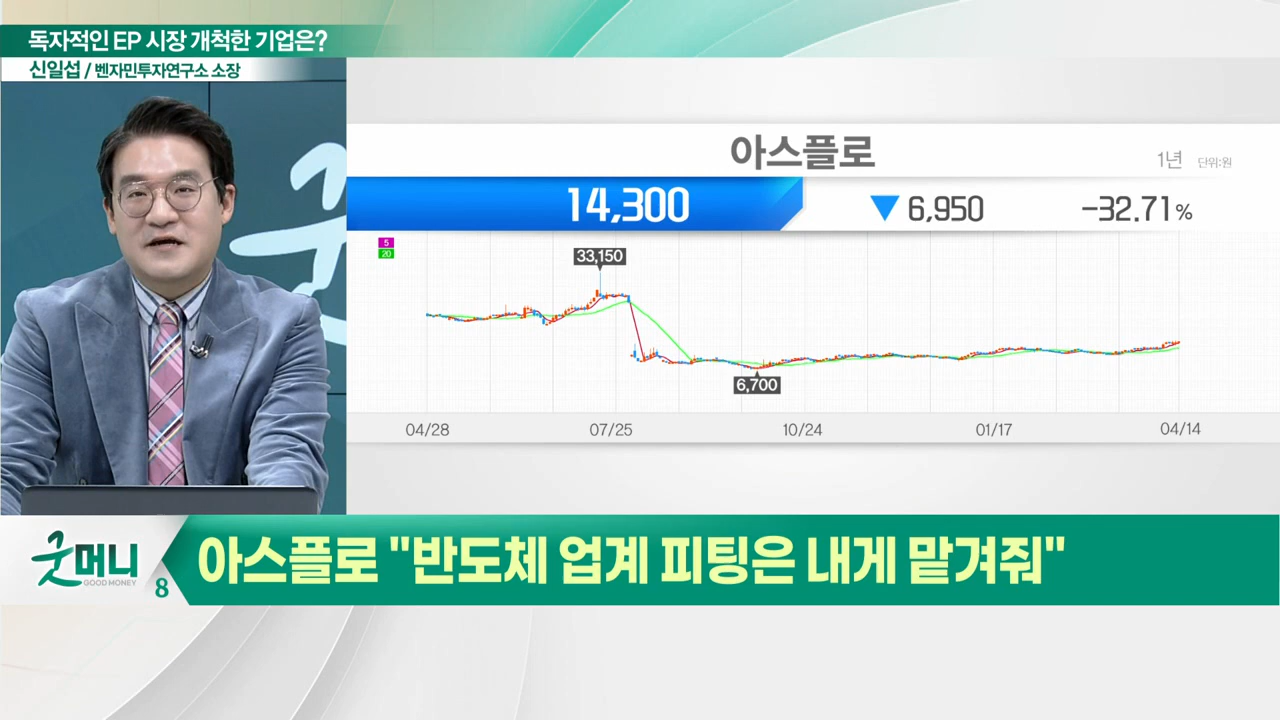 독자적인 EP 시장 개척한 기업은?
신일섭 / 벤자민투자연구소 소장
아스플로
1년 단위:원
14,300 ▼ 6,950 -32.71%
5
20
33,150
6,700
04/28 07/25 10/24 01/17 04/14
굿머니
GOOD MONEY
8
아스플로 "반도체 업계 피팅은 내게 맡겨줘"